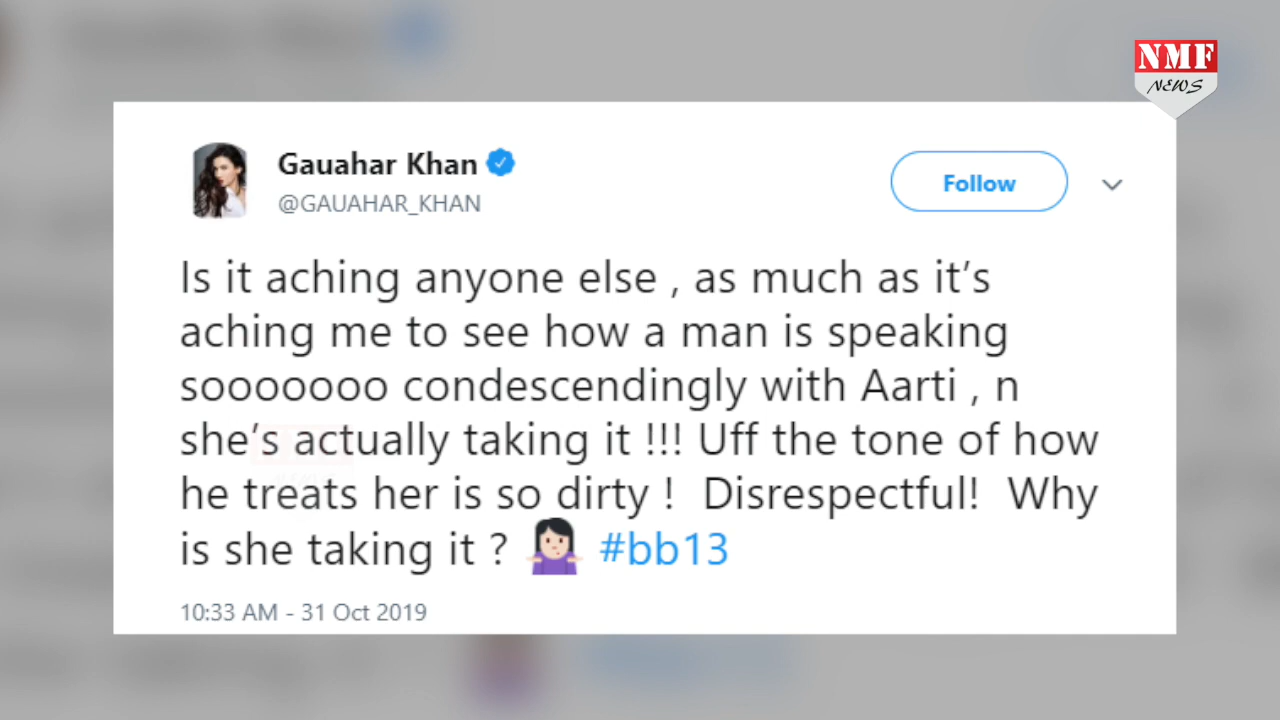 NMF
NEWS
Gauahar Khan
@GAUAHAR_KHAN
Follow
Is it aching anyone else , as much as it’s
aching me to see how a man is speaking
sooooooo condescendingly with Aarti , n
she’s actually taking it !!! Uff the tone of how
he treats her is so dirty !  Disrespectful!  Why
is she taking it ? 🤷🏻‍♀️ #bb13
10:33 AM - 31 Oct 2019